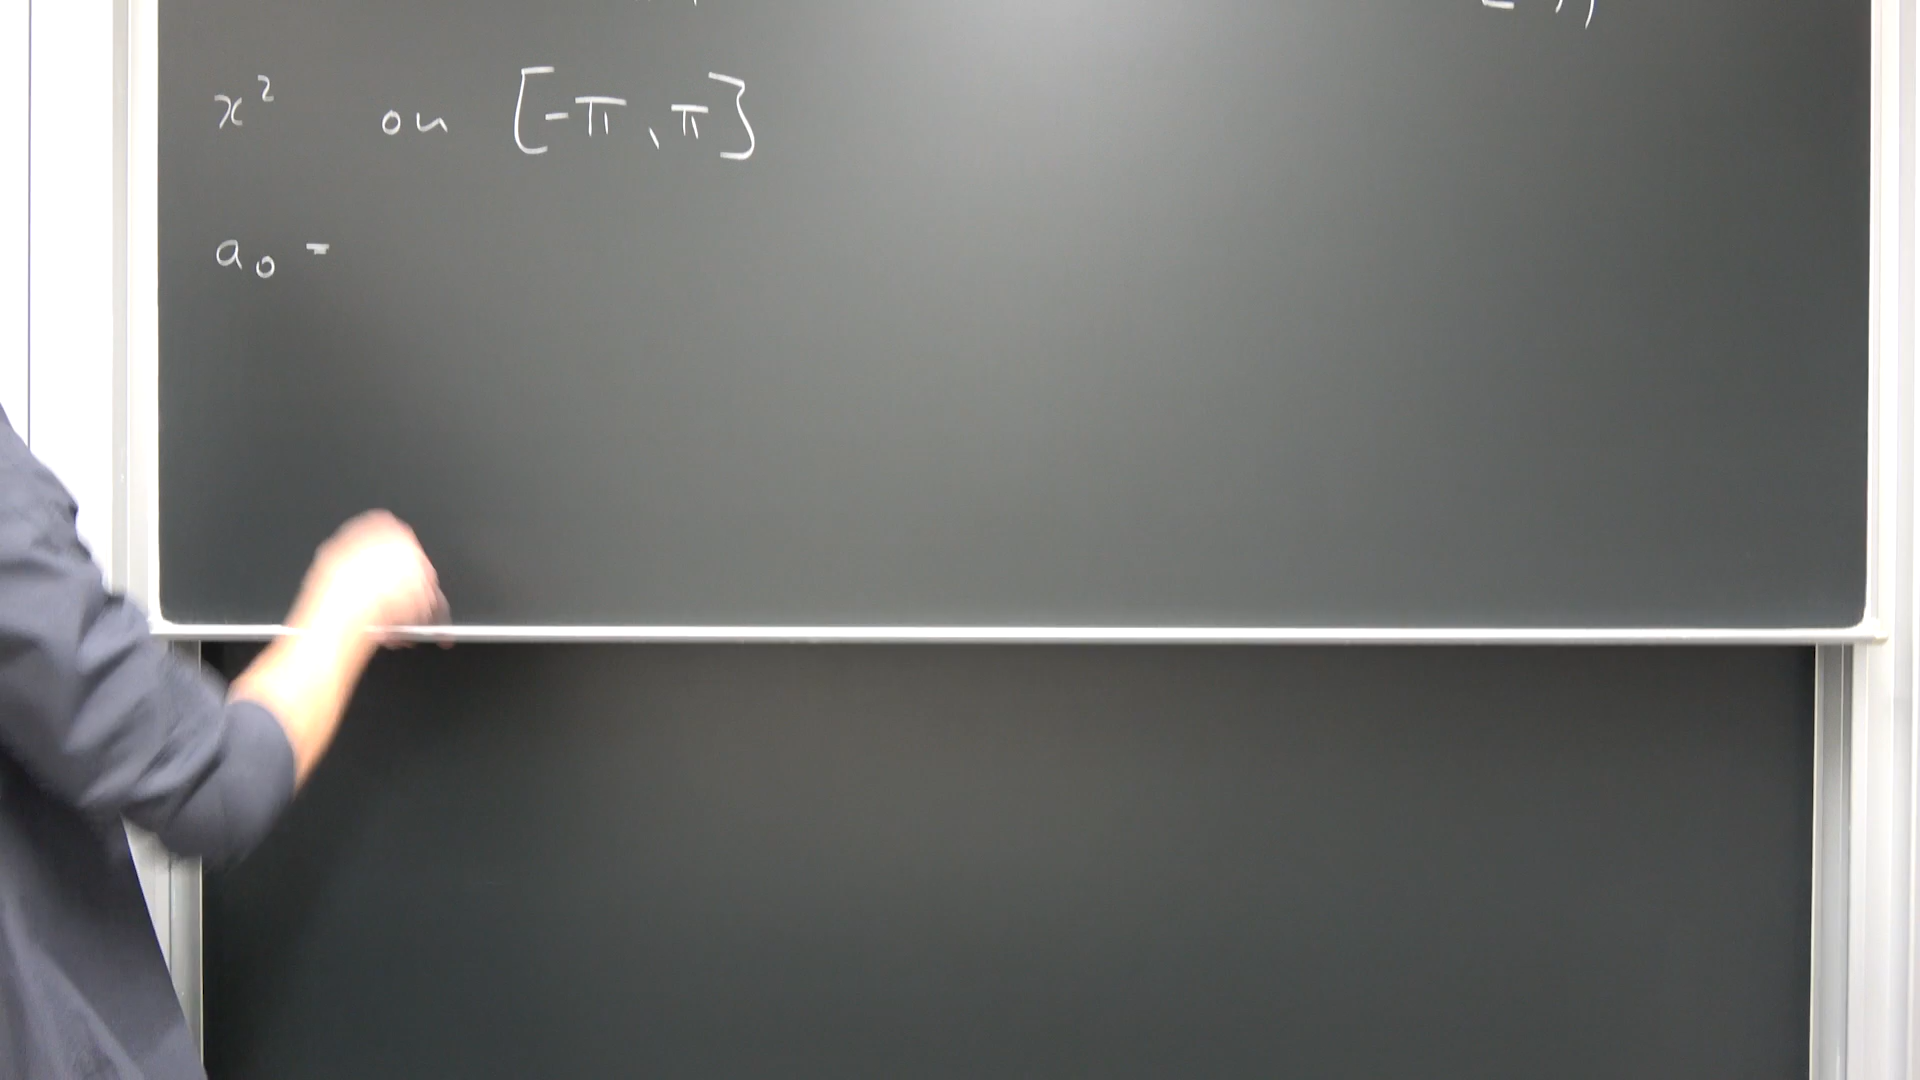 x² on [-π, π]
a₀ =